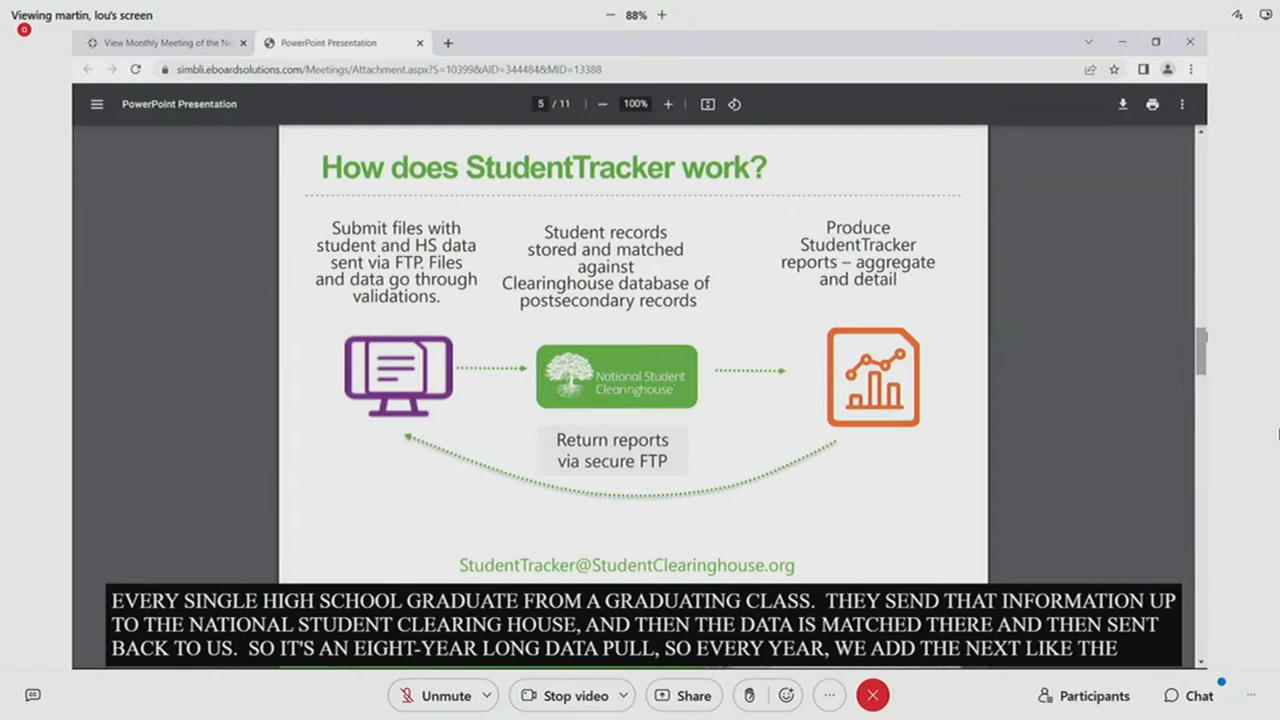 Viewing martin, lou's screen
88%
View Monthly Meeting of the No
PowerPoint Presentation
simbli.eboardsolutions.com/Meetings/Attachment.aspx?S=10399&AID=344484&MID=13388
PowerPoint Presentation
5 / 11
100%
How does StudentTracker work?
Submit files with
student and HS data
sent via FTP. Files
and data go through
validations.
Student records
stored and matched
against
Clearinghouse database of
postsecondary records
Produce
StudentTracker
reports – aggregate
and detail
National Student
Clearinghouse
Return reports
via secure FTP
StudentTracker@StudentClearinghouse.org
EVERY SINGLE HIGH SCHOOL GRADUATE FROM A GRADUATING CLASS. THEY SEND THAT INFORMATION UP
TO THE NATIONAL STUDENT CLEARING HOUSE, AND THEN THE DATA IS MATCHED THERE AND THEN SENT
BACK TO US. SO IT'S AN EIGHT-YEAR LONG DATA PULL, SO EVERY YEAR, WE ADD THE NEXT LIKE THE
Unmute
Stop video
Share
Participants
Chat